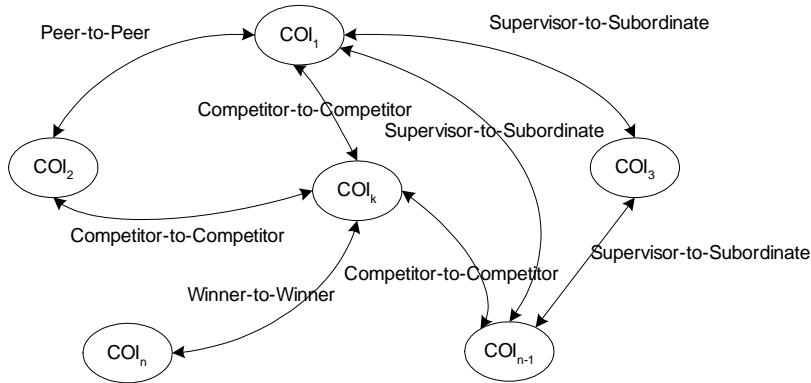 Supervisor-to-Subordinate
Peer-to-Peer
COI₁
Competitor-to-Competitor
Supervisor-to-Subordinate
COI₂
COI₃
COIₖ
Competitor-to-Competitor
Supervisor-to-Subordinate
Competitor-to-Competitor
Winner-to-Winner
COIₙ
COIₙ₋₁